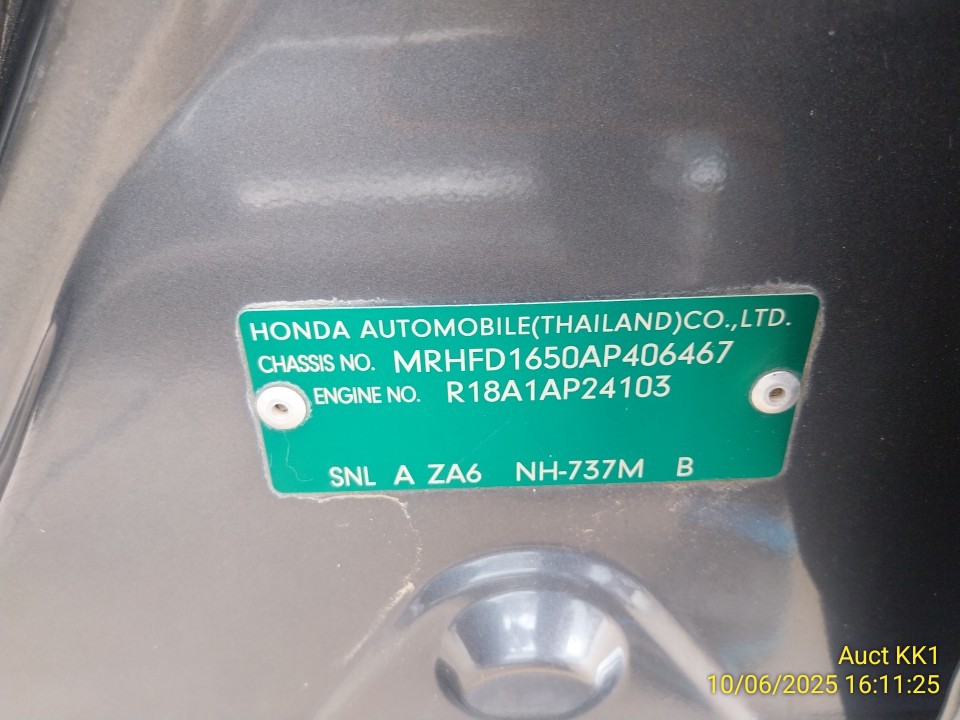 HONDA AUTOMOBILE(THAILAND)CO.,LTD.
CHASSIS NO. MRHFD1650AP406467
ENGINE NO. R18A1AP24103
SNL A ZA6 NH-737M B
Auct KK1
10/06/2025 16:11:25